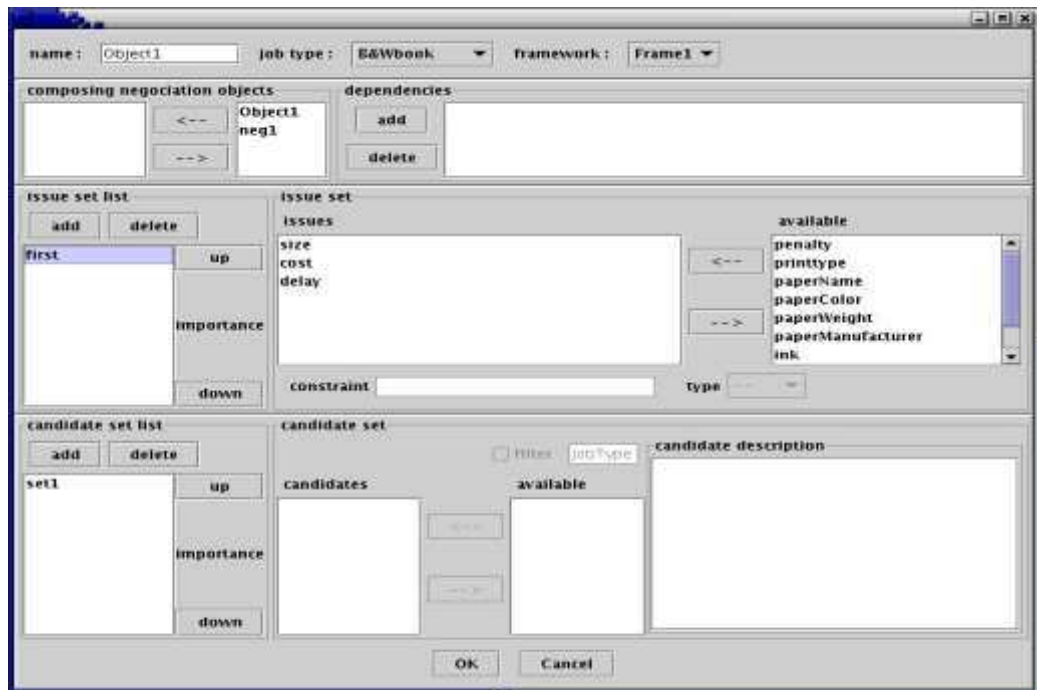 name : Object1 job type : B&Wbook framework : Frame1
composing negociation objects dependencies
<-- Object1 add
neg1
--> delete
issue set list issue set
add delete issues available
first up size <-- penalty
cost printtype
delay paperName
paperColor
importance --> paperWeight
paperManufacturer
ink
down constraint type --
candidate set list candidate set
add delete Filter jobType candidate description
set1 up candidates available
<--
importance
-->
down
OK Cancel